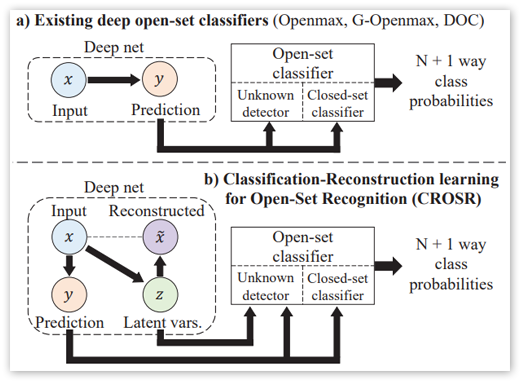 a) Existing deep open-set classifiers (Openmax, G-Openmax, DOC)
Deep net
x
y
Input
Prediction
Open-set
classifier
Unknown
detector
Closed-set
classifier
N + 1 way
class
probabilities
b) Classification-Reconstruction learning
for Open-Set Recognition (CROSR)
Deep net
Input
Reconstructed
x
x̃
y
z
Prediction
Latent vars.
Open-set
classifier
Unknown
detector
Closed-set
classifier
N + 1 way
class
probabilities